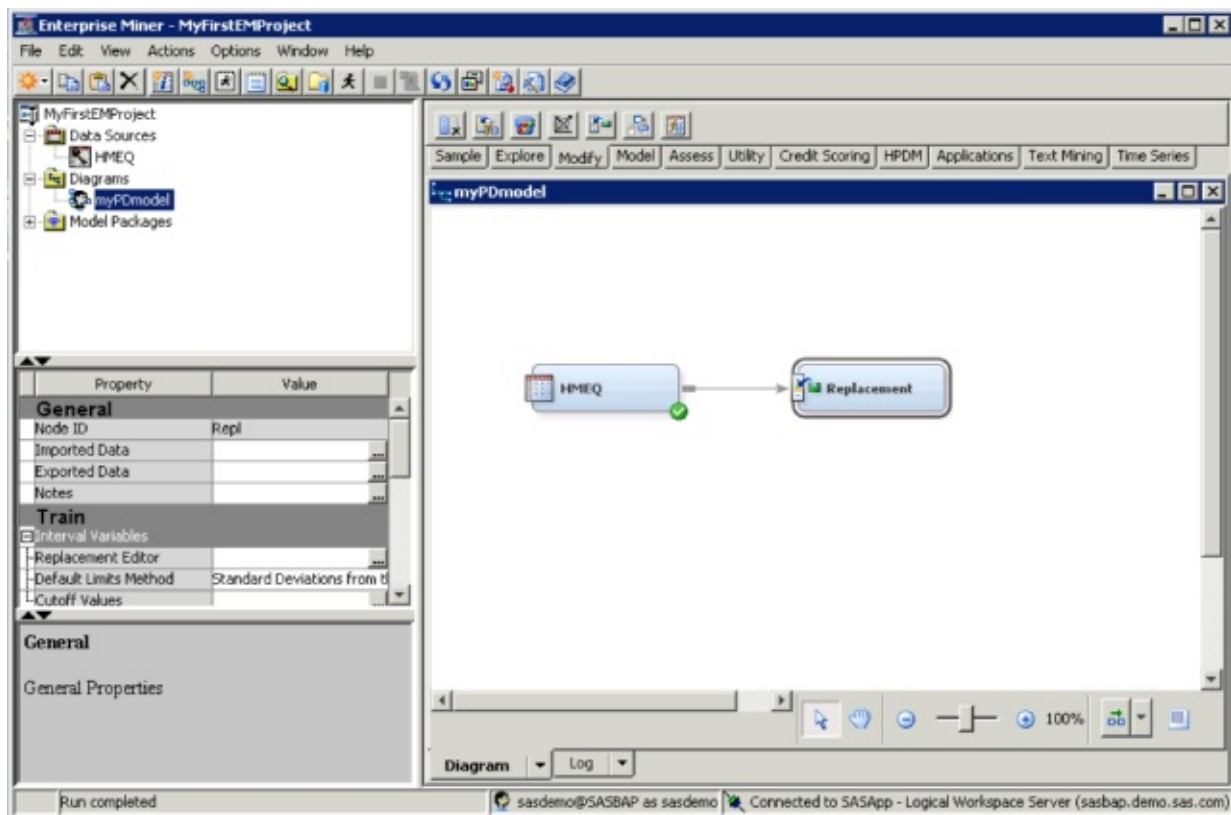 Enterprise Miner - MyFirstEMProject
File Edit View Actions Options Window Help
MyFirstEMProject
Data Sources
HMEQ
Diagrams
myPDmodel
Model Packages
Sample Explore Modify Model Assess Utility Credit Scoring HPDM Applications Text Mining Time Series
myPDmodel
HMEQ
Replacement
Property Value
General
Node ID Repl
Imported Data ...
Exported Data ...
Notes ...
Train
Interval Variables
Replacement Editor ...
Default Limits Method Standard Deviations from t
Cutoff Values ...
General
General Properties
100%
Diagram Log
Run completed sasdemo@SASBAP as sasdemo Connected to SASApp - Logical Workspace Server (sasbap.demo.sas.com)